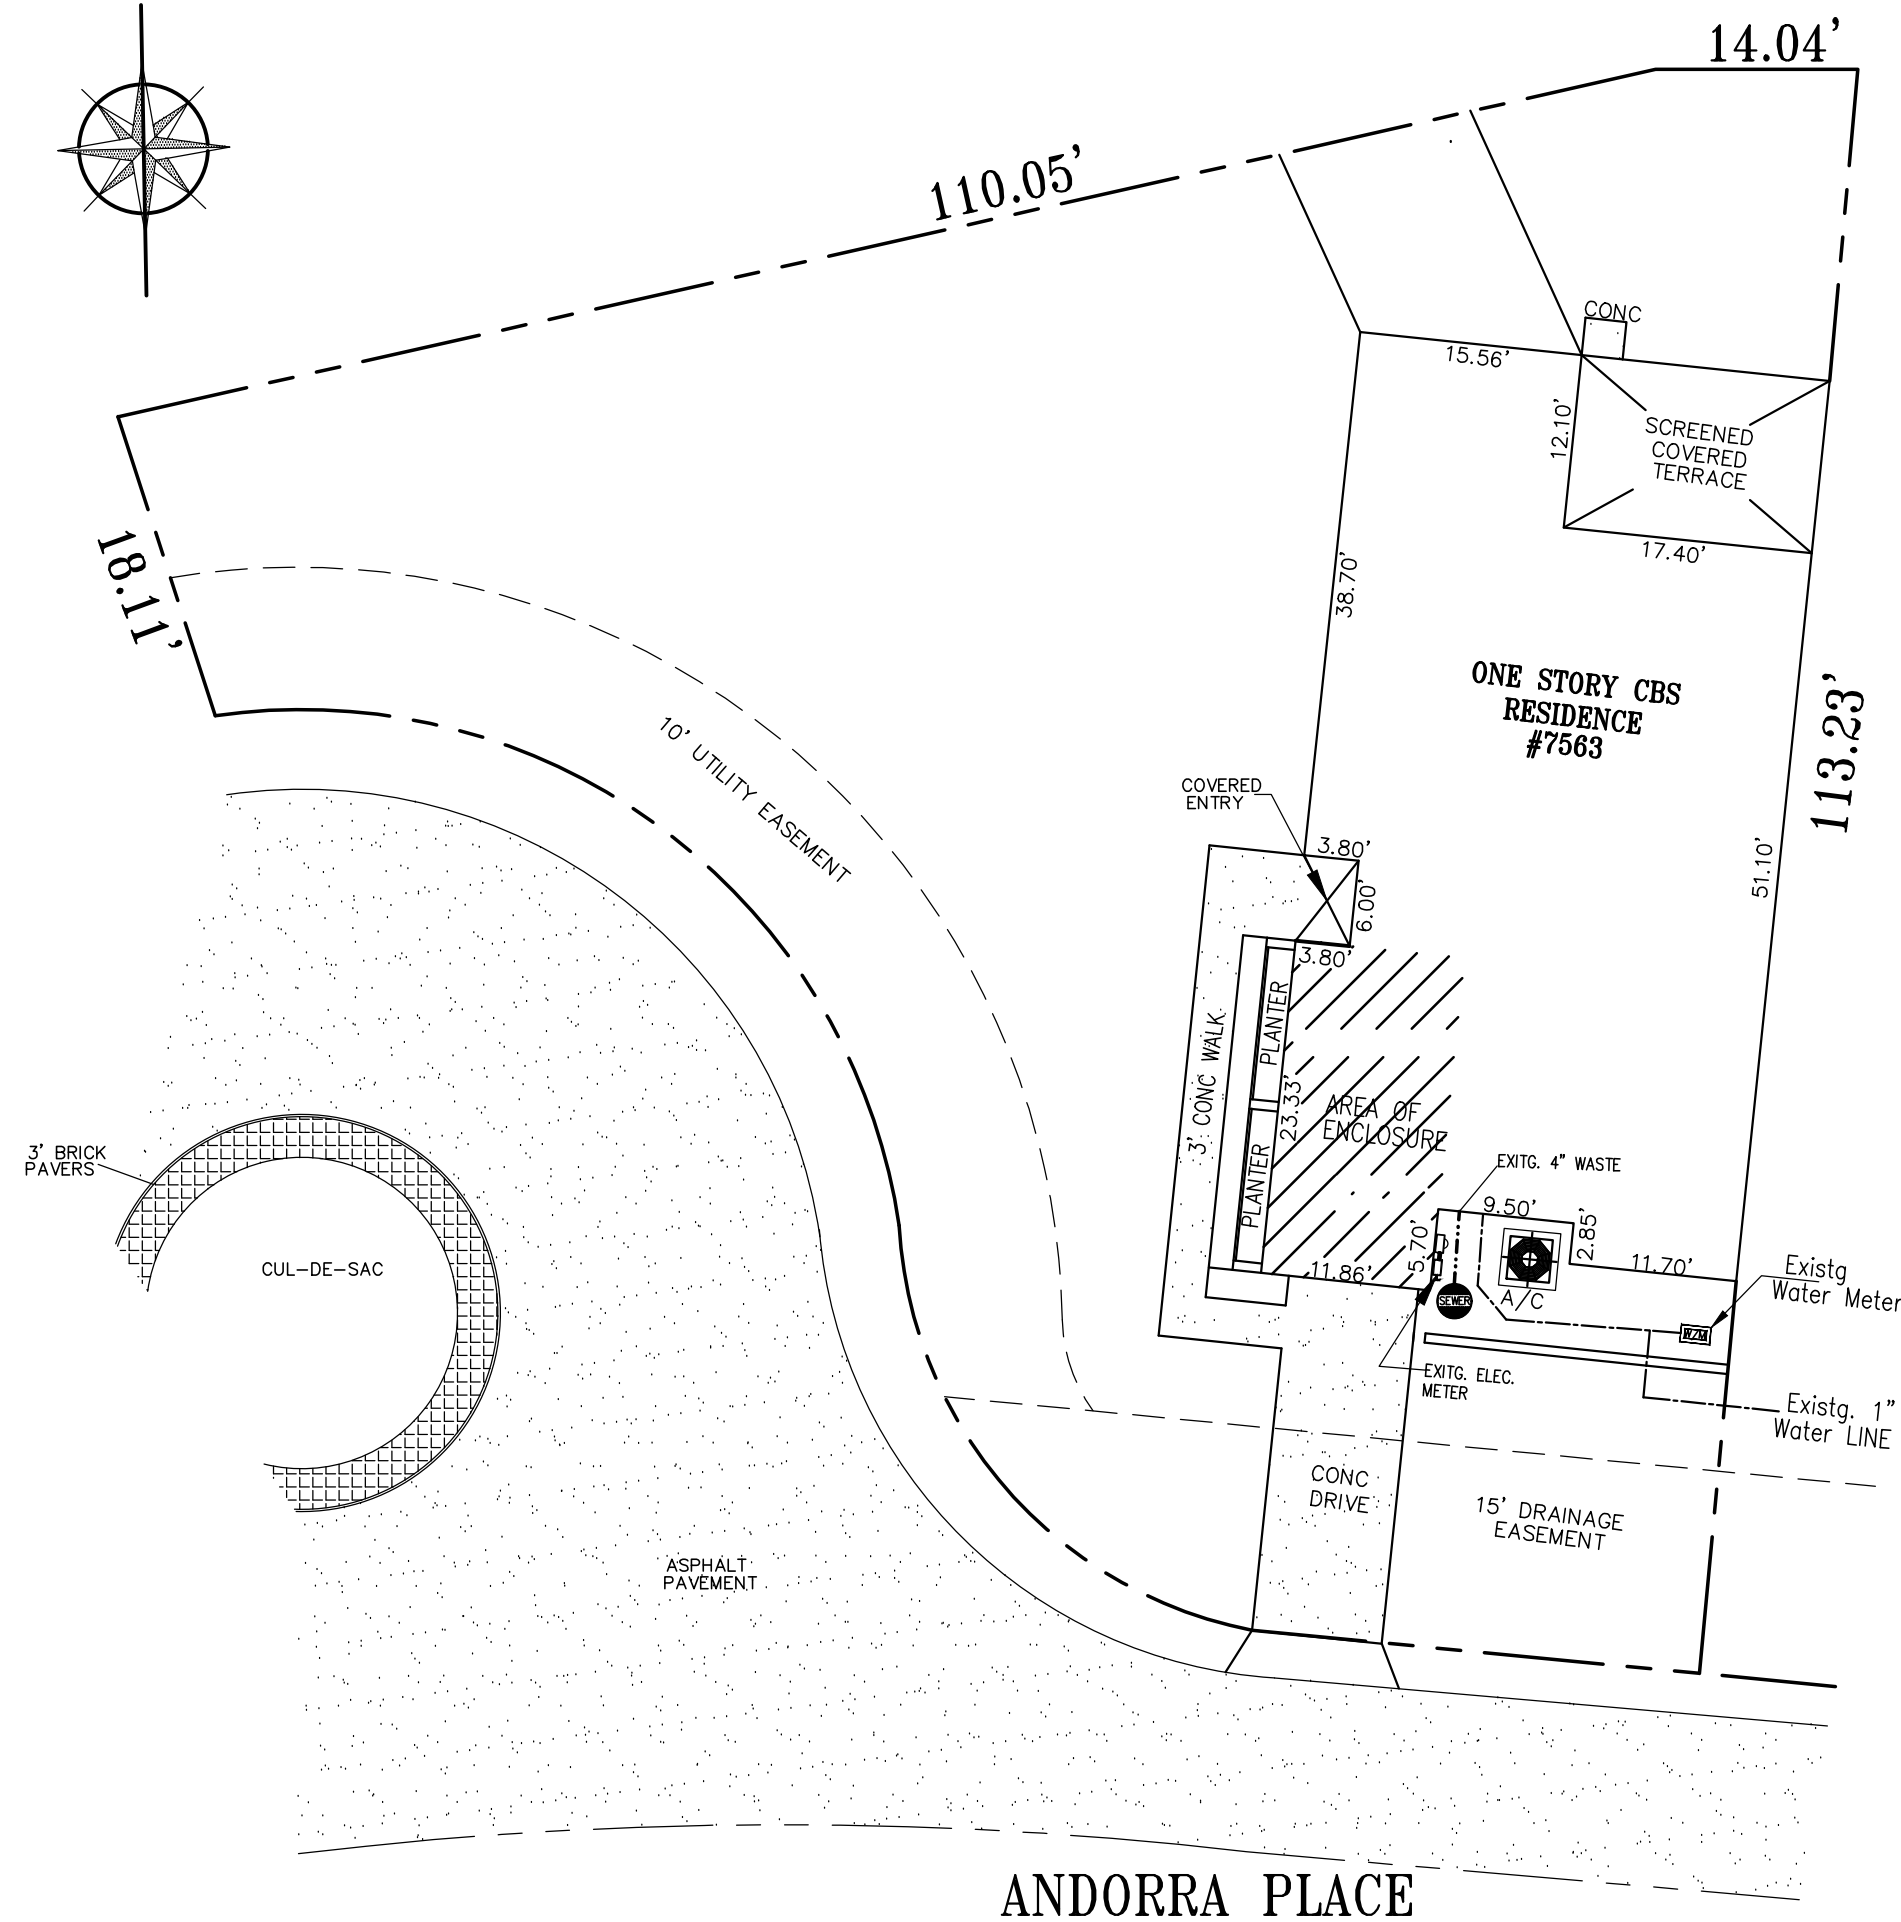 14.04'
110.05'
CONC
15.56'
12.10'
SCREENED
COVERED
TERRACE
17.40'
18.11'
38.70'
ONE STORY CBS
RESIDENCE
#7563
113.23'
10' UTILITY EASEMENT
COVERED
ENTRY
3.80'
6.00'
51.10'
3.80'
PLANTER
3' CONC WALK
23.33'
AREA OF
ENCLOSURE
PLANTER
3' BRICK
PAVERS
EXITG. 4" WASTE
9.50'
5.70'
2.85'
11.70'
CUL-DE-SAC
11.86'
SEWER
A/C
Existg
Water Meter
W/M
EXITG. ELEC.
METER
Existg. 1"
Water LINE
CONC
DRIVE
15' DRAINAGE
EASEMENT
ASPHALT
PAVEMENT
ANDORRA PLACE